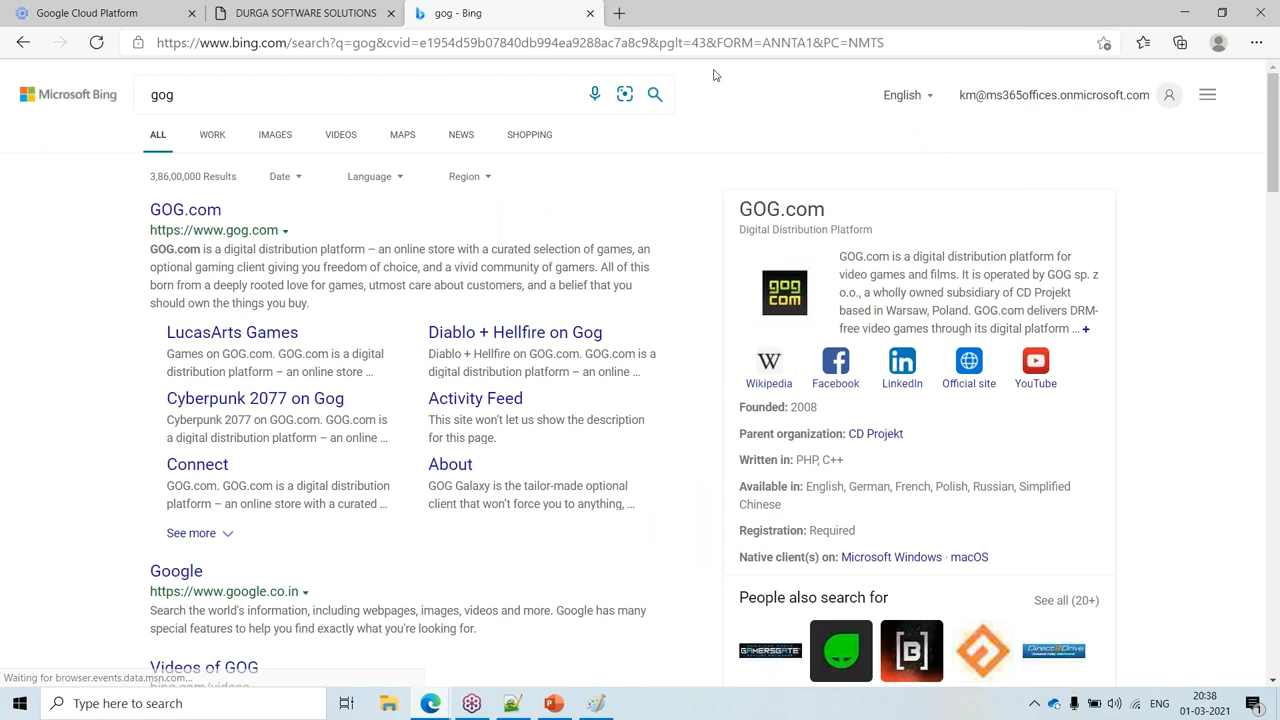 Copied text to note
DURGA SOFTWARE SOLUTIONS
gog - Bing
https://www.bing.com/search?q=gog&cvid=e1954d59b07840db994ea9288ac7a8c9&pglt=43&FORM=ANNTA1&PC=NMTS
Microsoft Bing
gog
English
km@ms365offices.onmicrosoft.com
ALL WORK IMAGES VIDEOS MAPS NEWS SHOPPING
3,86,00,000 Results Date Language Region
GOG.com
https://www.gog.com
GOG.com is a digital distribution platform – an online store with a curated selection of games, an
optional gaming client giving you freedom of choice, and a vivid community of gamers. All of this
born from a deeply rooted love for games, utmost care about customers, and a belief that you
should own the things you buy.
LucasArts Games
Games on GOG.com. GOG.com is a digital
distribution platform – an online store ...
Diablo + Hellfire on Gog
Diablo + Hellfire on GOG.com. GOG.com is a
digital distribution platform – an online ...
Cyberpunk 2077 on Gog
Cyberpunk 2077 on GOG.com. GOG.com is
a digital distribution platform – an online ...
Activity Feed
This site won't let us show the description
for this page.
Connect
GOG.com. GOG.com is a digital distribution
platform – an online store with a curated ...
About
GOG Galaxy is the tailor-made optional
client that won't force you to anything, ...
See more
Google
https://www.google.co.in
Search the world's information, including webpages, images, videos and more. Google has many
special features to help you find exactly what you're looking for.
Videos of GOG
bing.com/videos
GOG.com
Digital Distribution Platform
gog
com
GOG.com is a digital distribution platform for
video games and films. It is operated by GOG sp. z
o.o., a wholly owned subsidiary of CD Projekt
based in Warsaw, Poland. GOG.com delivers DRM-
free video games through its digital platform ... +
Wikipedia Facebook LinkedIn Official site YouTube
Founded: 2008
Parent organization: CD Projekt
Written in: PHP, C++
Available in: English, German, French, Polish, Russian, Simplified
Chinese
Registration: Required
Native client(s) on: Microsoft Windows · macOS
People also search for
See all (20+)
GAMERSGATE
Direct2Drive
Waiting for browser.events.data.msn.com...
Type here to search
ENG
20:38
01-03-2021
1